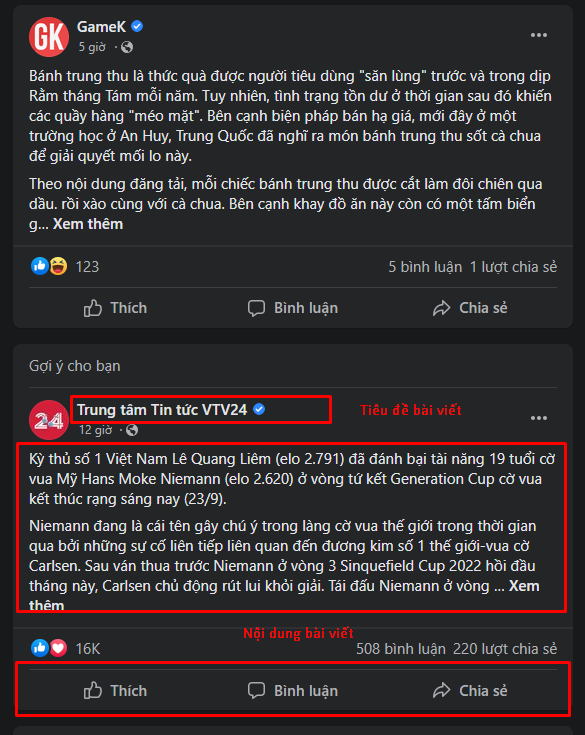 GK
GameK
5 giờ ·
Bánh trung thu là thức quà được người tiêu dùng "săn lùng" trước và trong dịp
Rằm tháng Tám mỗi năm. Tuy nhiên, tình trạng tồn dư ở thời gian sau đó khiến
các quầy hàng "méo mặt". Bên cạnh biện pháp bán hạ giá, mới đây ở một
trường học ở An Huy, Trung Quốc đã nghĩ ra món bánh trung thu sốt cà chua
để giải quyết mối lo này.
Theo nội dung đăng tải, mỗi chiếc bánh trung thu được cắt làm đôi chiên qua
dầu. rồi xào cùng với cà chua. Bên cạnh khay đồ ăn này còn có một tấm biển
g... Xem thêm
123
5 bình luận 1 lượt chia sẻ
Thích Bình luận Chia sẻ
Gợi ý cho bạn
24
Trung tâm Tin tức VTV24
Tiêu đề bài viết
12 giờ ·
Kỳ thủ số 1 Việt Nam Lê Quang Liêm (elo 2.791) đã đánh bại tài năng 19 tuổi cờ
vua Mỹ Hans Moke Niemann (elo 2.620) ở vòng tứ kết Generation Cup cờ vua
kết thúc rạng sáng nay (23/9).
Niemann đang là cái tên gây chú ý trong làng cờ vua thế giới trong thời gian
qua bởi những sự cố liên tiếp liên quan đến đương kim số 1 thế giới-vua cờ
Carlsen. Sau ván thua trước Niemann ở vòng 3 Sinquefield Cup 2022 hồi đầu
tháng này, Carlsen chủ động rút lui khỏi giải. Tái đấu Niemann ở vòng ... Xem
thêm
Nội dung bài viết
16K
508 bình luận 220 lượt chia sẻ
Thích Bình luận Chia sẻ